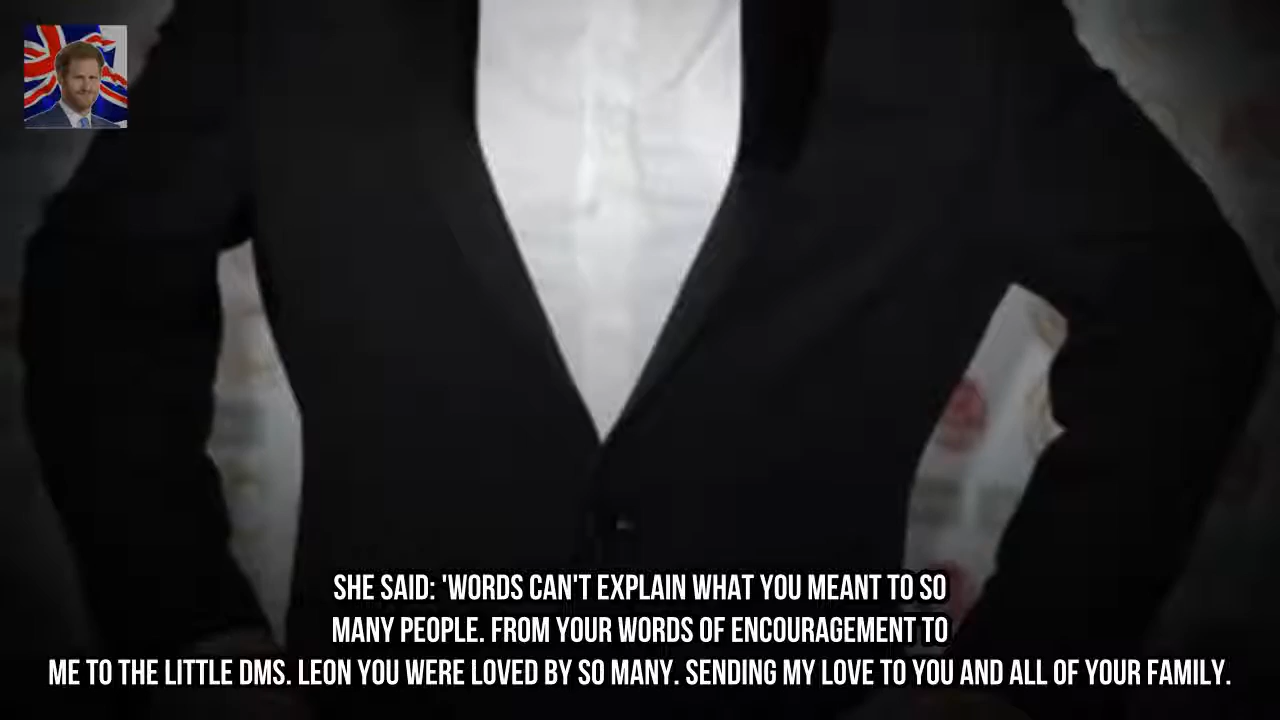 SHE SAID: 'WORDS CAN'T EXPLAIN WHAT YOU MEANT TO SO
MANY PEOPLE. FROM YOUR WORDS OF ENCOURAGEMENT TO
ME TO THE LITTLE DMS. LEON YOU WERE LOVED BY SO MANY. SENDING MY LOVE TO YOU AND ALL OF YOUR FAMILY.